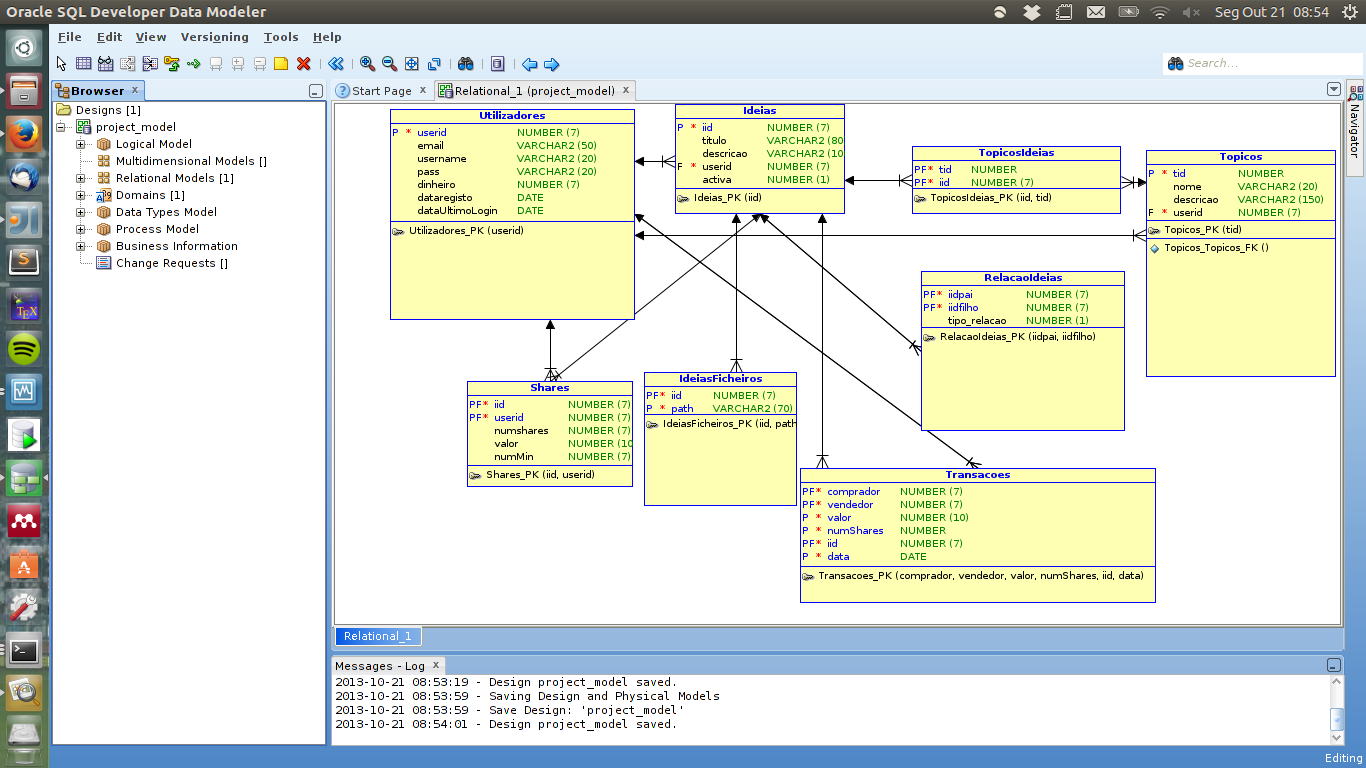 Oracle SQL Developer Data Modeler
Seg Out 21 08:54
File Edit View Versioning Tools Help
Search...
Browser x
Start Page x
Relational_1 (project_model) x
Designs [1]
project_model
Logical Model
Multidimensional Models []
Relational Models [1]
Domains [1]
Data Types Model
Process Model
Business Information
Change Requests []
Utilizadores
P * userid NUMBER (7)
email VARCHAR2 (50)
username VARCHAR2 (20)
pass VARCHAR2 (20)
dinheiro NUMBER (7)
dataregisto DATE
dataUltimoLogin DATE
Utilizadores_PK (userid)
Ideias
P * iid NUMBER (7)
titulo VARCHAR2 (80
descricao VARCHAR2 (10
F * userid NUMBER (7)
activa NUMBER (1)
Ideias_PK (iid)
TopicosIdeias
PF * tid NUMBER
PF * iid NUMBER (7)
TopicosIdeias_PK (iid, tid)
Topicos
P * tid NUMBER
nome VARCHAR2 (20)
descricao VARCHAR2 (150)
F * userid NUMBER (7)
Topicos_PK (tid)
Topicos_Topicos_FK ()
RelacaoIdeias
PF * iidpai NUMBER (7)
PF * iidfilho NUMBER (7)
tipo_relacao NUMBER (1)
RelacaoIdeias_PK (iidpai, iidfilho)
Shares
PF * iid NUMBER (7)
PF * userid NUMBER (7)
numshares NUMBER (7)
valor NUMBER (10
numMin NUMBER (7)
Shares_PK (iid, userid)
IdeiasFicheiros
PF * iid NUMBER (7)
P * path VARCHAR2 (70)
IdeiasFicheiros_PK (iid, path
Transacoes
PF * comprador NUMBER (7)
PF * vendedor NUMBER (7)
P * valor NUMBER (10)
P * numShares NUMBER
PF * iid NUMBER (7)
P * data DATE
Transacoes_PK (comprador, vendedor, valor, numShares, iid, data)
Navigator
Relational_1
Messages - Log x
2013-10-21 08:53:19 - Design project_model saved.
2013-10-21 08:53:59 - Saving Design and Physical Models
2013-10-21 08:53:59 - Save Design: 'project_model'
2013-10-21 08:54:01 - Design project_model saved.
Editing